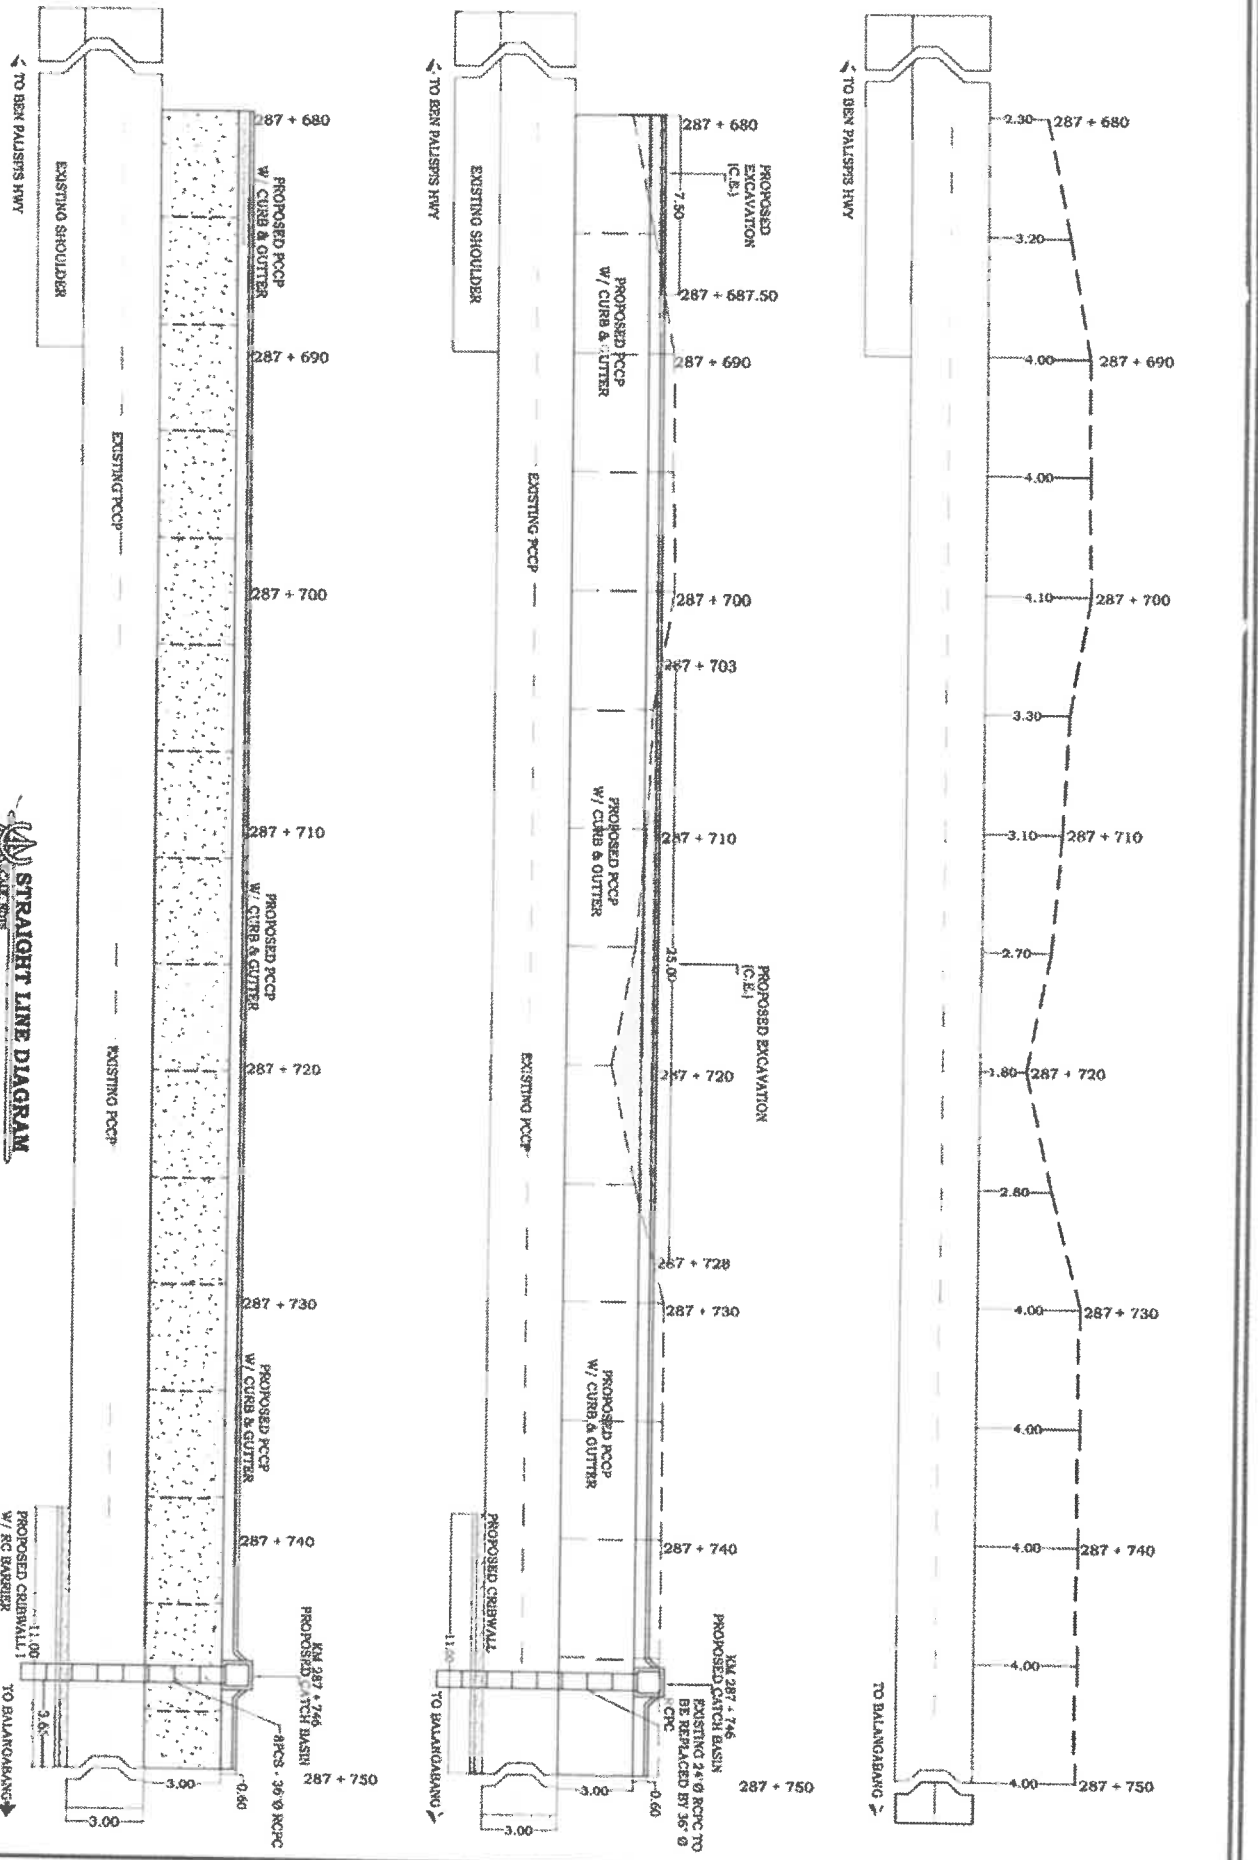 TO BEN PALISPIS HWY
2.30
287 + 680
3.20
4.00
287 + 690
4.00
4.10
287 + 700
3.30
3.10
287 + 710
2.70
1.80
287 + 720
2.80
4.00
287 + 730
4.00
4.00
287 + 740
4.00
4.00
287 + 750
TO BALANGABANG
TO BEN PALISPIS HWY
EXISTING SHOULDER
287 + 680
PROPOSED
EXCAVATION
(C.E.)
7.50
287 + 687.50
PROPOSED PCCP
W/ CURB & GUTTER
287 + 690
EXISTING PCCP
287 + 700
287 + 703
PROPOSED PCCP
W/ CURB & GUTTER
287 + 710
25.00
PROPOSED EXCAVATION
(C.E.)
287 + 720
EXISTING PCCP
287 + 728
287 + 730
PROPOSED PCCP
W/ CURB & GUTTER
287 + 740
PROPOSED CRIBWALL
11.00
KM 287 + 746
PROPOSED CATCH BASIN
EXISTING 24"Ø RCPC TO
BE REPLACED BY 36" Ø
RCPC
287 + 750
0.60
3.00
3.00
TO BALANGABANG
TO BEN PALISPIS HWY
EXISTING SHOULDER
287 + 680
PROPOSED PCCP
W/ CURB & GUTTER
287 + 690
EXISTING PCCP
287 + 700
287 + 710
PROPOSED PCCP
W/ CURB & GUTTER
287 + 720
EXISTING PCCP
287 + 730
PROPOSED PCCP
W/ CURB & GUTTER
287 + 740
KM 287 + 746
PROPOSED CATCH BASIN
8PCS - 36"Ø RCPC
287 + 750
0.60
3.00
3.00
PROPOSED CRIBWALL
W/ RC BARRIER
11.00
3.65
TO BALANGABANG
STRAIGHT LINE DIAGRAM